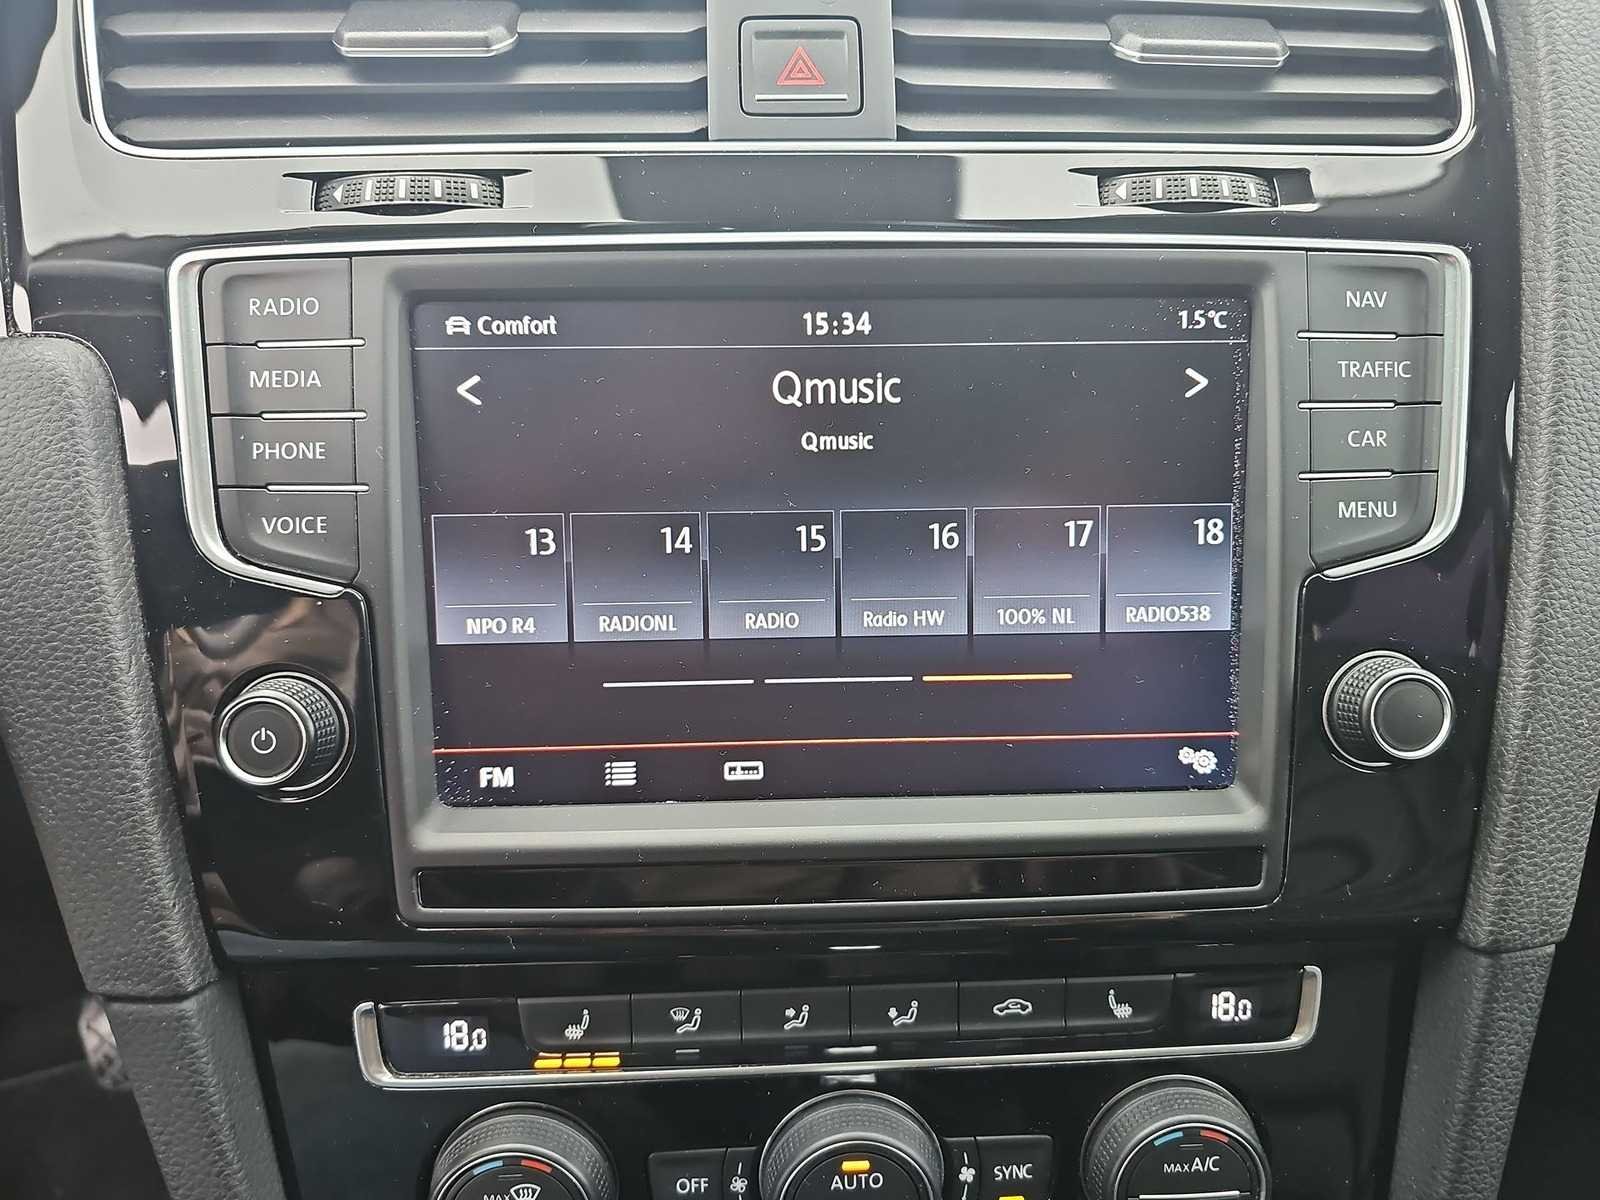 RADIO
MEDIA
PHONE
VOICE
NAV
TRAFFIC
CAR
MENU
Comfort 15:34 1.5°C
< Qmusic >
Qmusic
13 14 15 16 17 18
NPO R4 RADIONL RADIO Radio HW 100% NL RADIO538
FM
18.0 18.0
MAX OFF AUTO SYNC MAX A/C